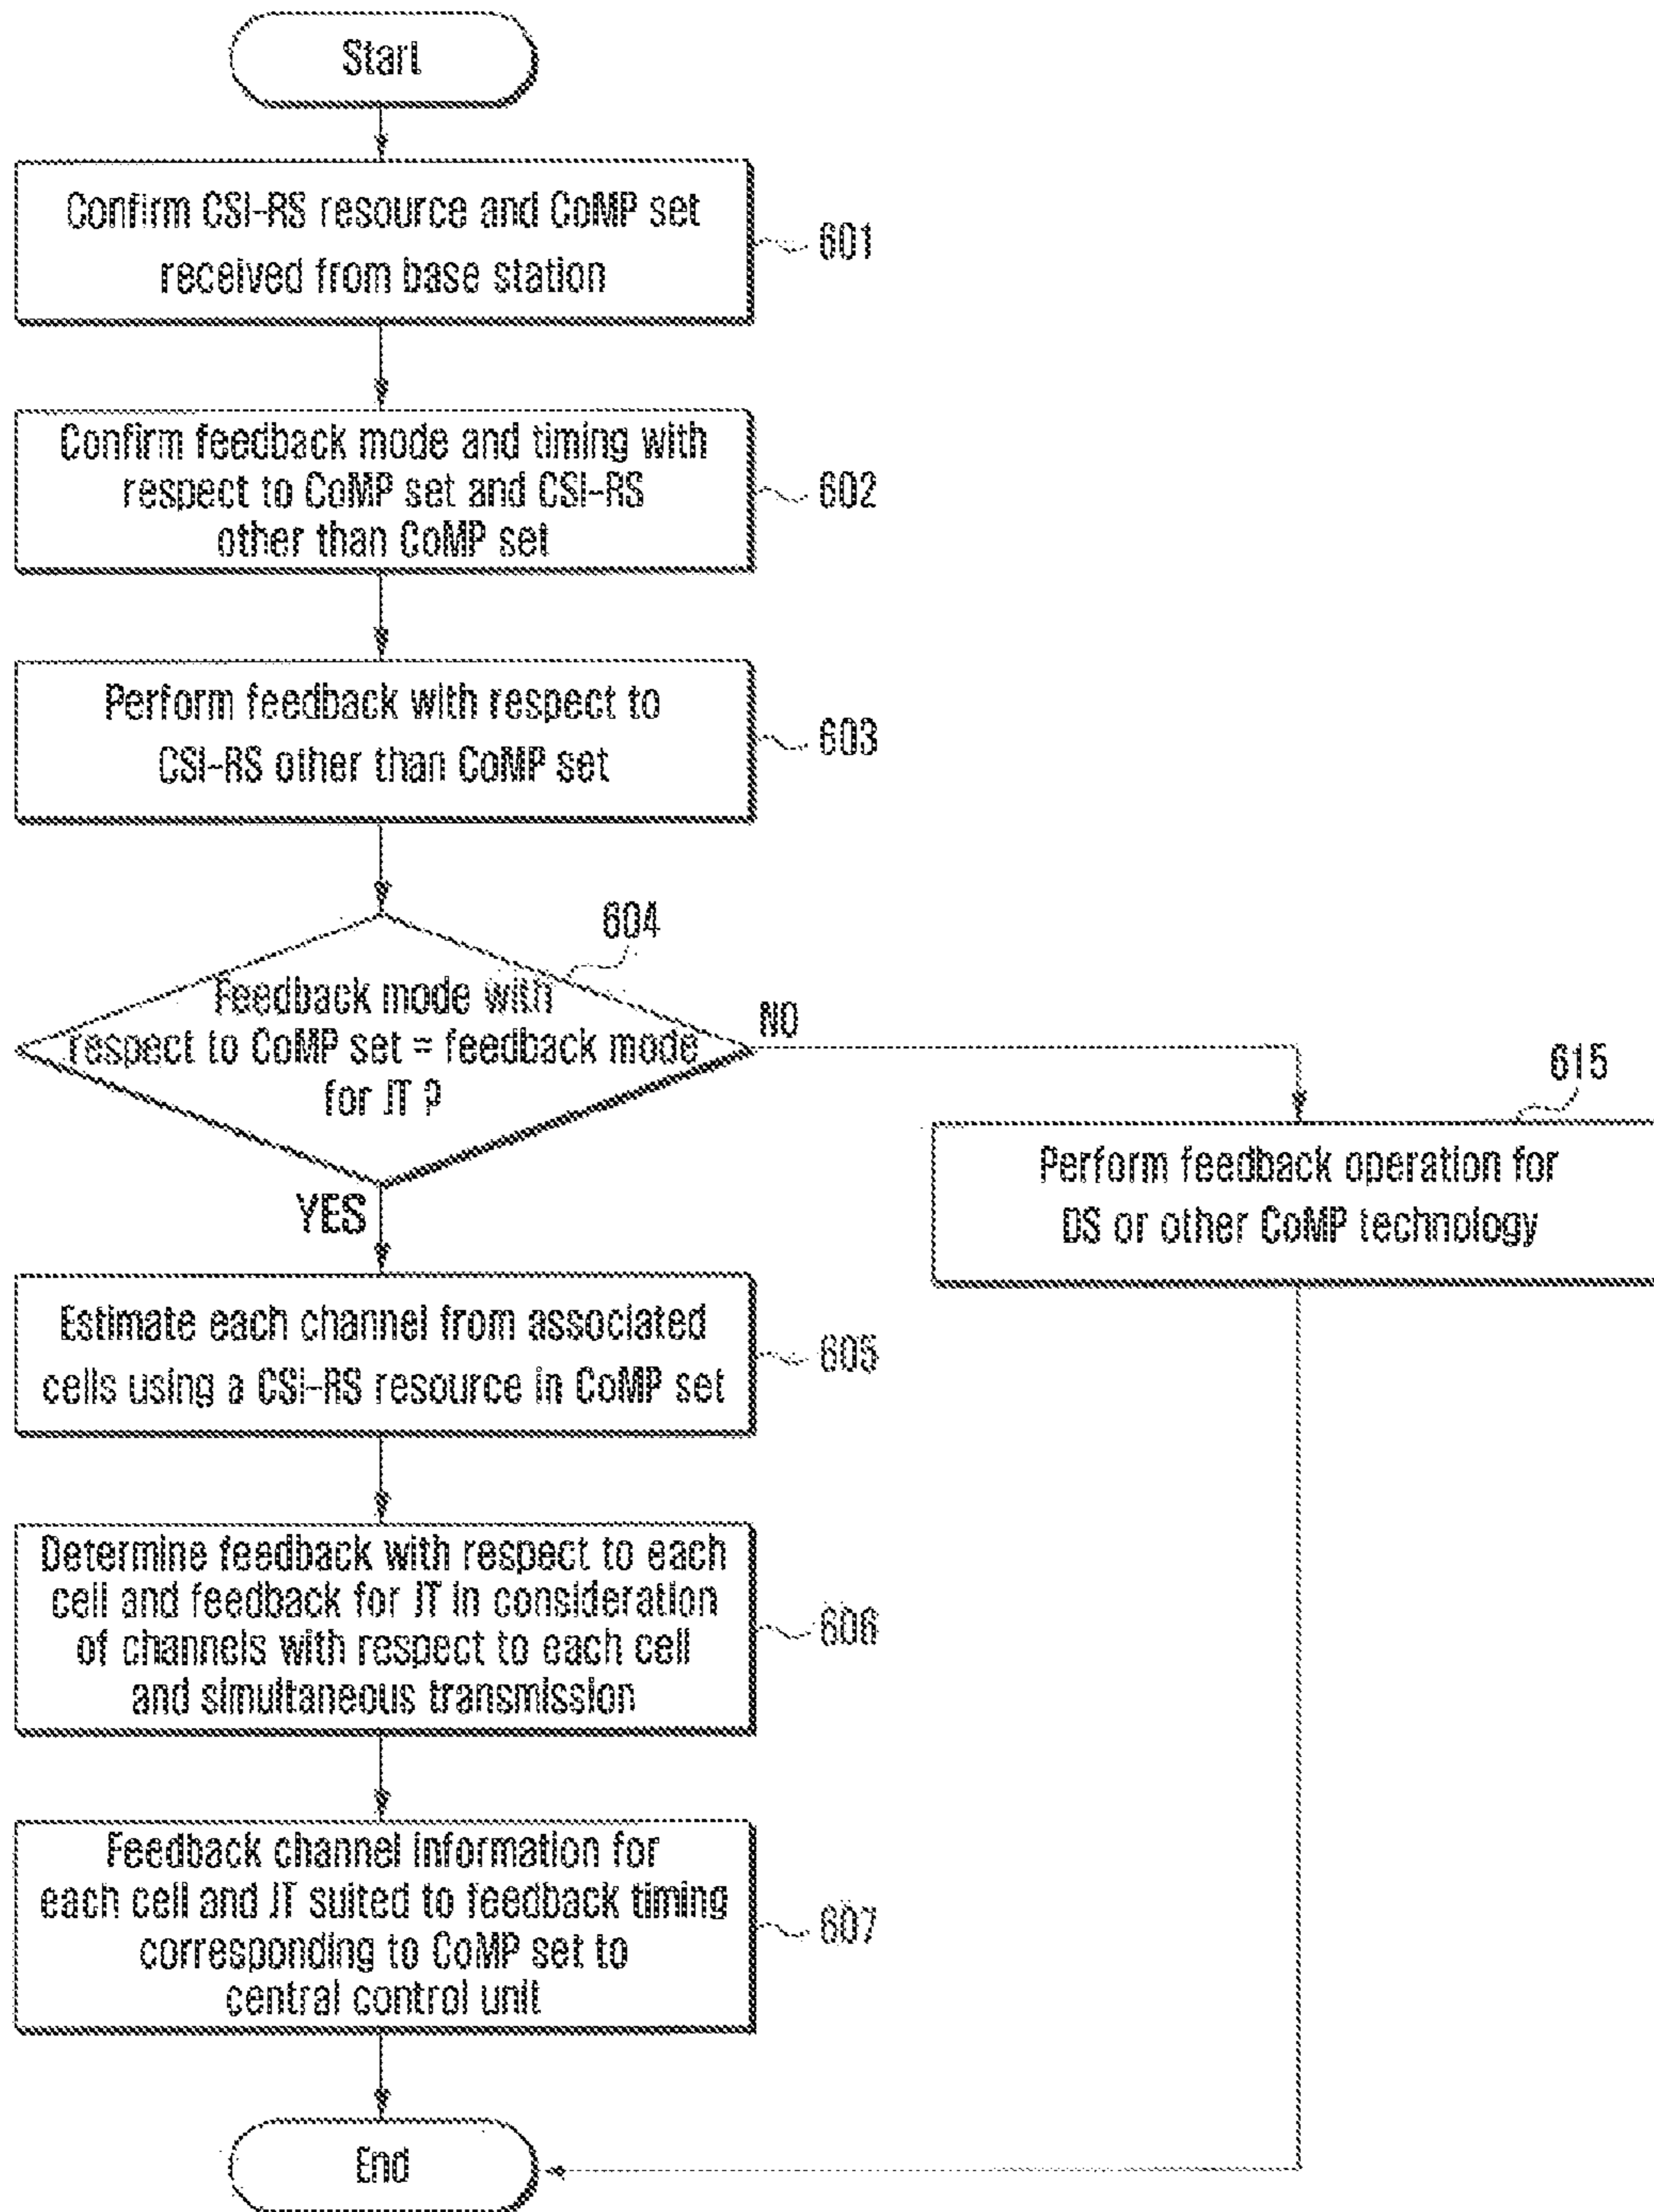 Start
Confirm CSI-RS resource and CoMP set
received from base station
601
Confirm feedback mode and timing with
respect to CoMP set and CSI-RS
other than CoMP set
602
Perform feedback with respect to
CSI-RS other than CoMP set
603
604
Feedback mode with
respect to CoMP set = feedback mode
for JT ?
NO
YES
615
Perform feedback operation for
DS or other CoMP technology
Estimate each channel from associated
cells using a CSI-RS resource in CoMP set
605
Determine feedback with respect to each
cell and feedback for JT in consideration
of channels with respect to each cell
and simultaneous transmission
606
Feedback channel information for
each cell and JT suited to feedback timing
corresponding to CoMP set to
central control unit
607
End